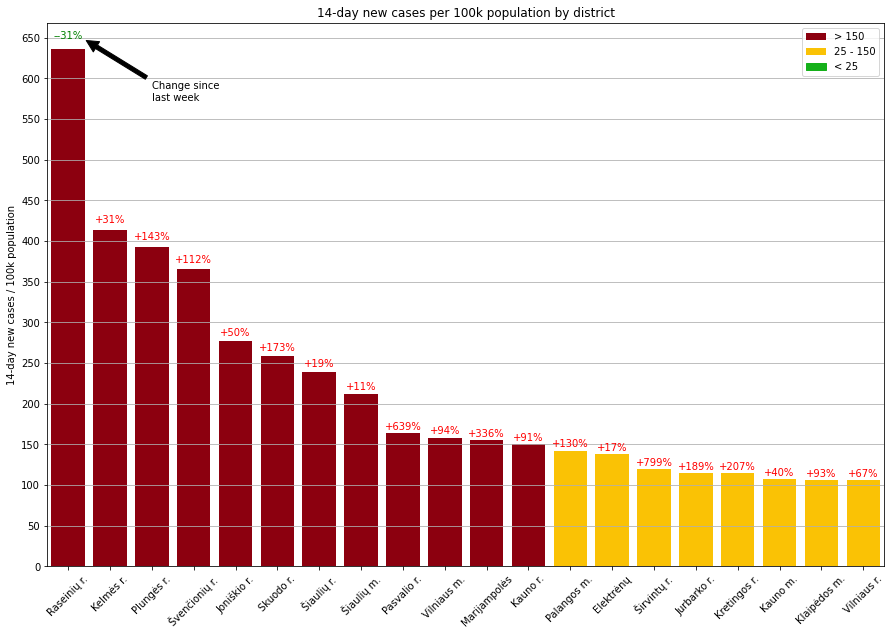 14-day new cases per 100k population by district
14-day new cases / 100k population
650
600
550
500
450
400
350
300
250
200
150
100
50
0
−31%
Change since
last week
> 150
25 - 150
< 25
+31%
+143%
+112%
+50%
+173%
+19%
+11%
+639%
+94%
+336%
+91%
+130%
+17%
+799%
+189%
+207%
+40%
+93%
+67%
Raseinių r.
Kelmės r.
Plungės r.
Švenčionių r.
Joniškio r.
Skuodo r.
Šiaulių r.
Šiaulių m.
Pasvalio r.
Vilniaus m.
Marijampolės
Kauno r.
Palangos m.
Elektrėnų
Širvintų r.
Jurbarko r.
Kretingos r.
Kauno m.
Klaipėdos m.
Vilniaus r.